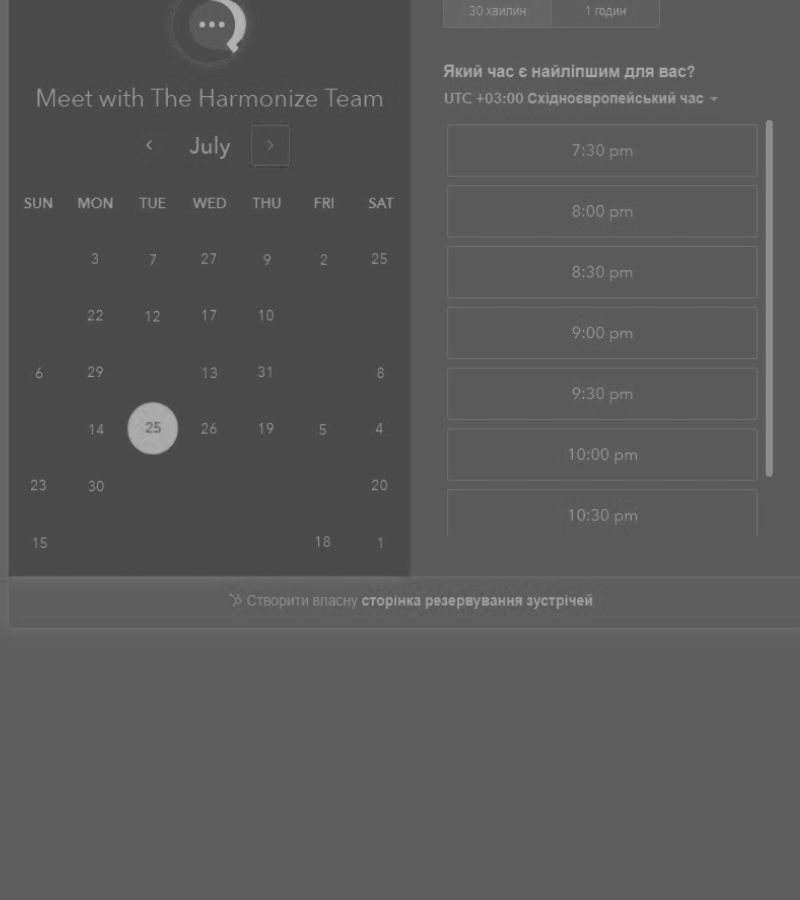 30 хвилин 1 годин
Який час є найліпшим для вас?
Meet with The Harmonize Team
UTC +03:00 Східноєвропейський час
July
7:30 pm
SUN MON TUE WED THU FRI SAT
8:00 pm
3 7 27 9 2 25
8:30 pm
22 12 17 10
9:00 pm
6 29 13 31 8
9:30 pm
14 25 26 19 5 4
10:00 pm
23 30 20
10:30 pm
15 18 1
Створити власну сторінка резервування зустрічей